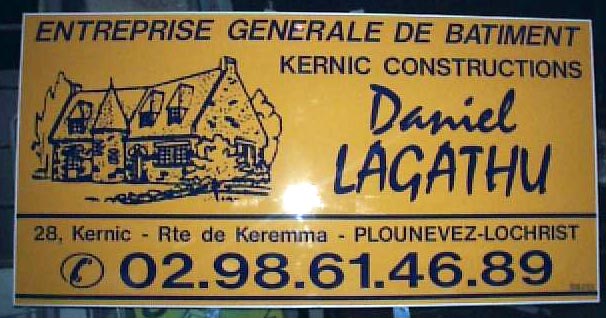 ENTREPRISE GENERALE DE BATIMENT
KERNIC CONSTRUCTIONS
Daniel
LAGATHU
28, Kernic - Rte de Keremma - PLOUNEVEZ-LOCHRIST
02.98.61.46.89